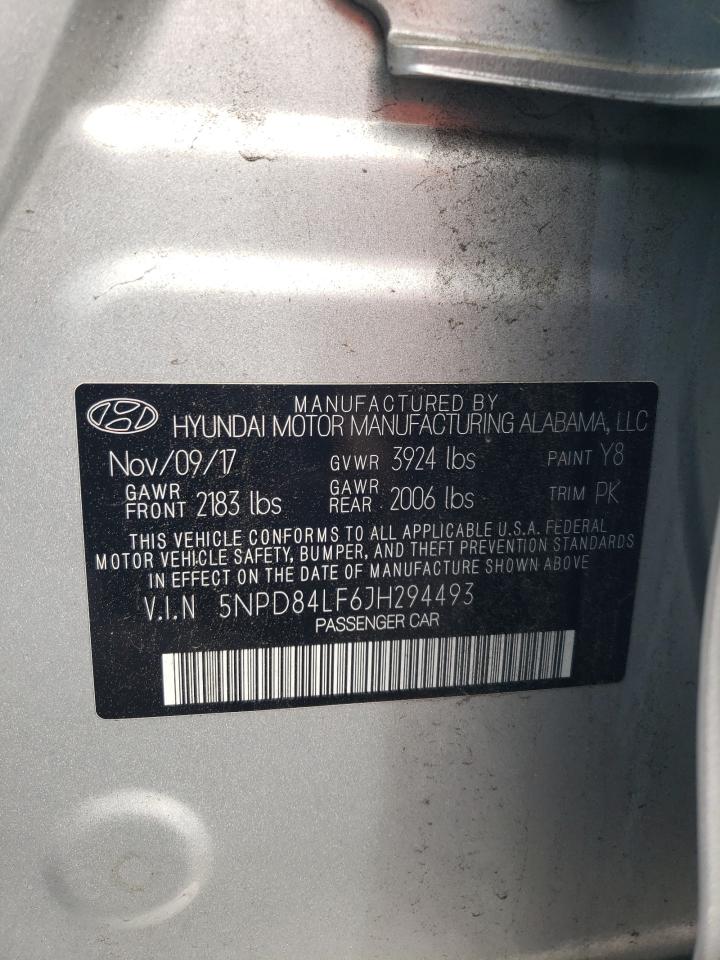 MANUFACTURED BY
HYUNDAI MOTOR MANUFACTURING ALABAMA, LLC
Nov/09/17 GVWR 3924 lbs PAINT Y8
GAWR FRONT 2183 lbs GAWR REAR 2006 lbs TRIM PK
THIS VEHICLE CONFORMS TO ALL APPLICABLE U.S.A. FEDERAL
MOTOR VEHICLE SAFETY, BUMPER, AND THEFT PREVENTION STANDARDS
IN EFFECT ON THE DATE OF MANUFACTURE SHOWN ABOVE
V.I.N 5NPD84LF6JH294493
PASSENGER CAR